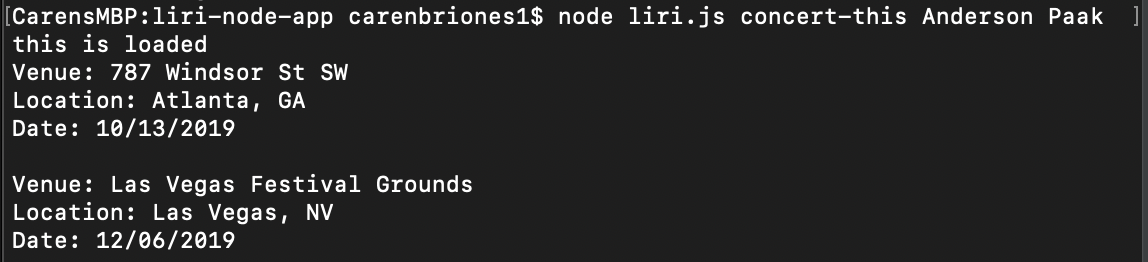 [CarensMBP:liri-node-app carenbriones1$ node liri.js concert-this Anderson Paak ]
this is loaded
Venue: 787 Windsor St SW
Location: Atlanta, GA
Date: 10/13/2019

Venue: Las Vegas Festival Grounds
Location: Las Vegas, NV
Date: 12/06/2019